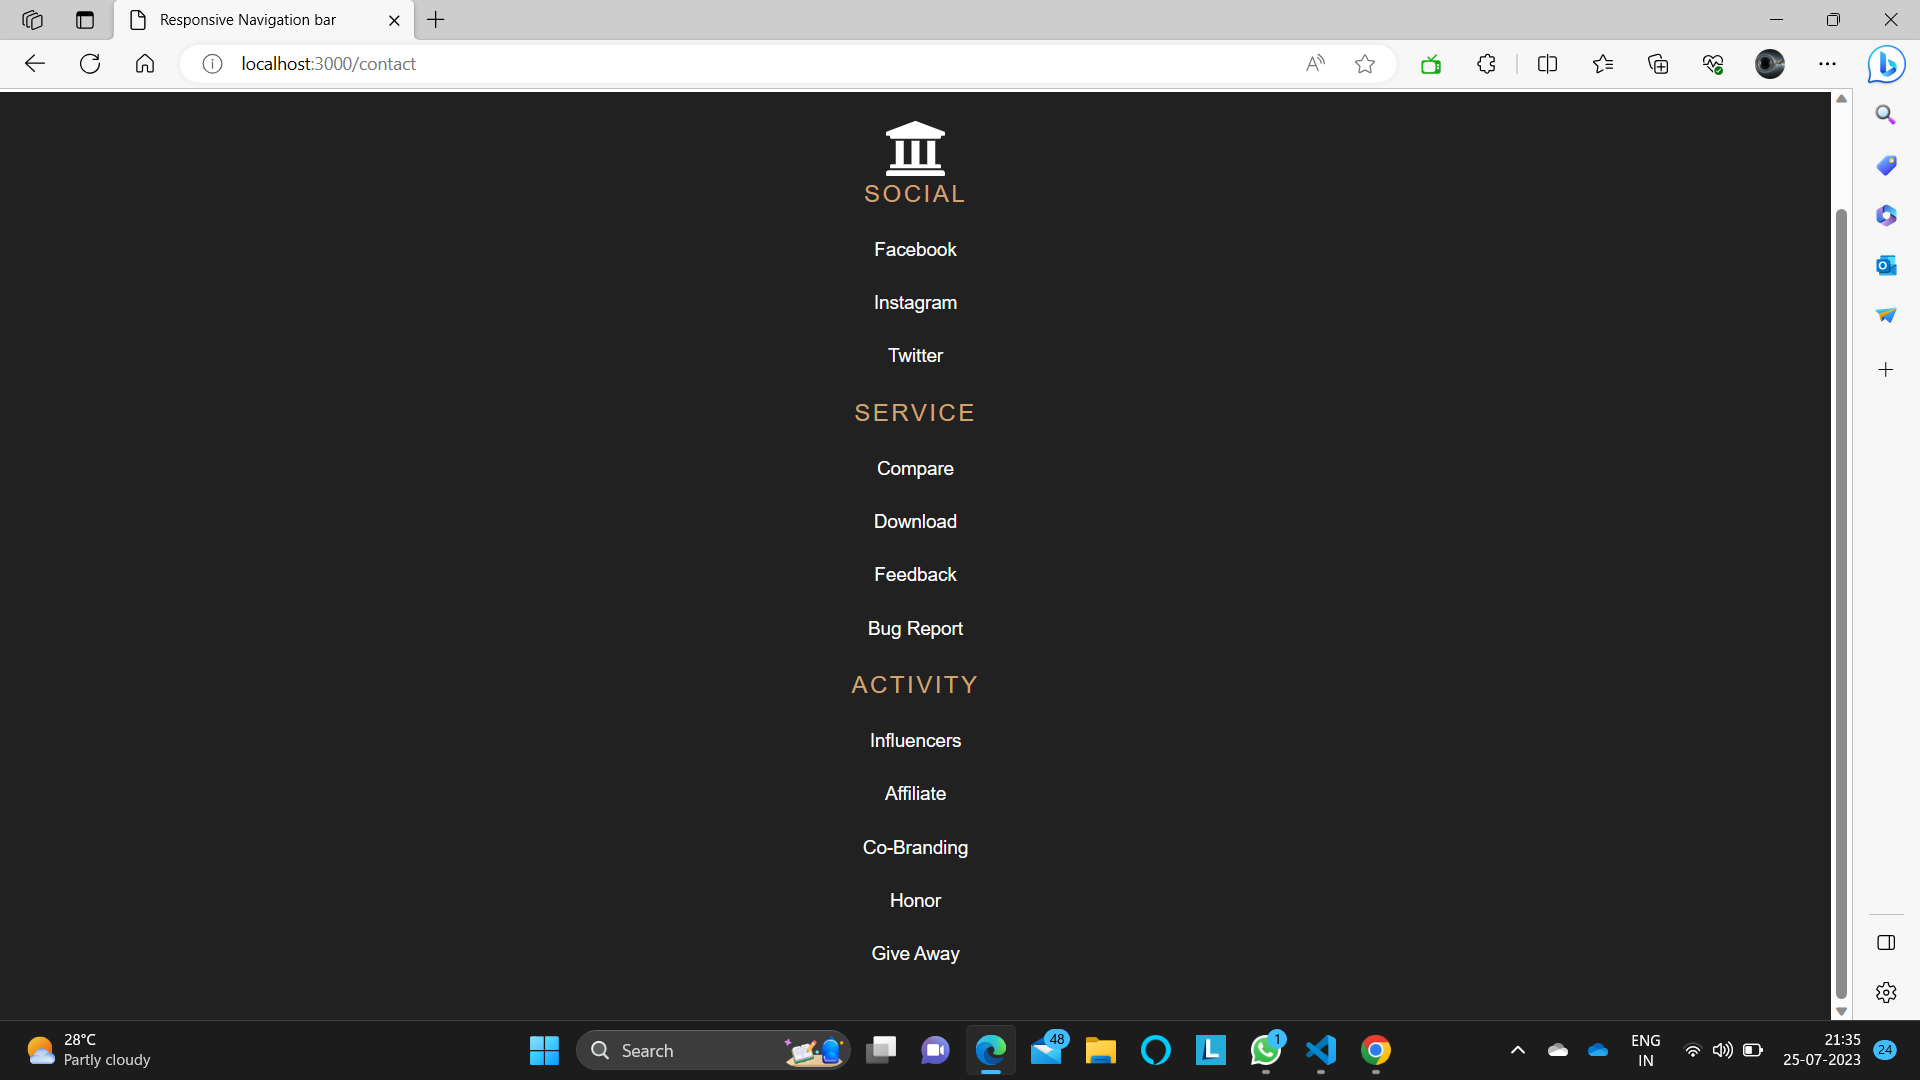 Responsive Navigation bar
localhost:3000/contact
SOCIAL
Facebook
Instagram
Twitter
SERVICE
Compare
Download
Feedback
Bug Report
ACTIVITY
Influencers
Affiliate
Co-Branding
Honor
Give Away
28°C
Partly cloudy
Search
48
1
ENG
IN
21:35
25-07-2023
24